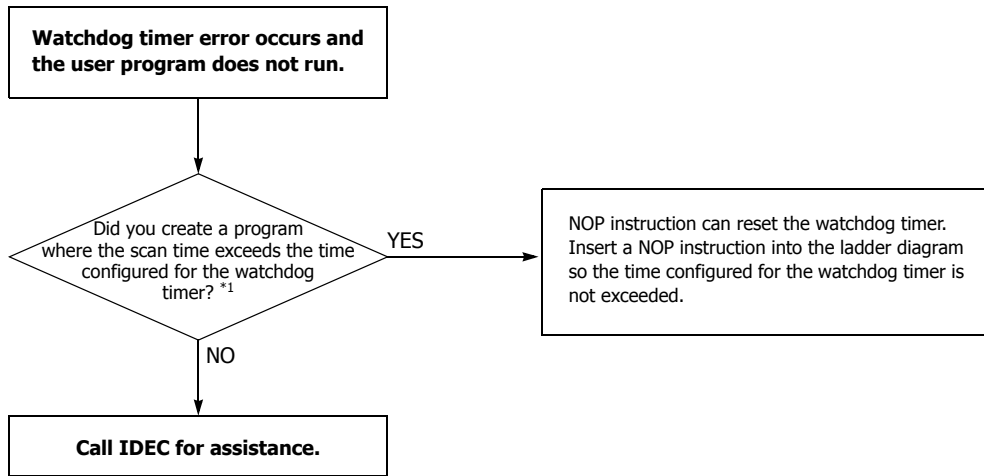 Watchdog timer error occurs and
the user program does not run.
Did you create a program
where the scan time exceeds the time
configured for the watchdog
timer? *1
YES
NOP instruction can reset the watchdog timer.
Insert a NOP instruction into the ladder diagram
so the time configured for the watchdog timer is
not exceeded.
NO
Call IDEC for assistance.